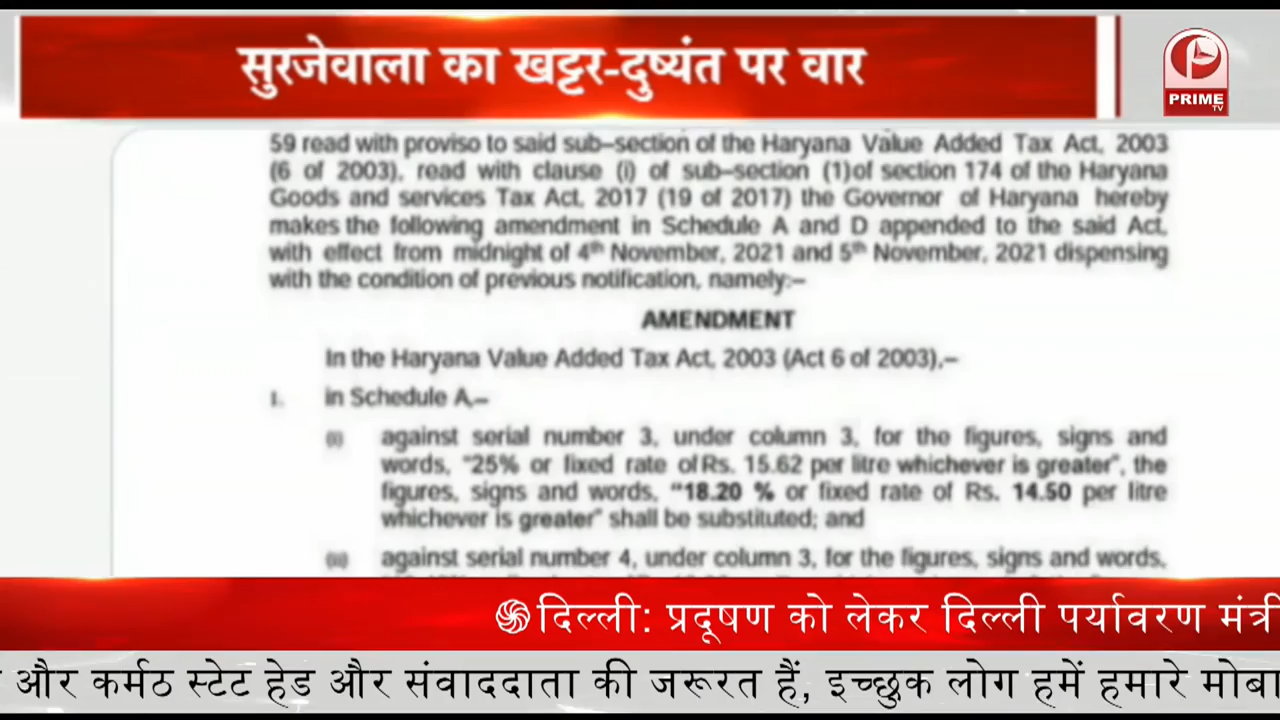 सुरजेवाला का खट्टर-दुष्यंत पर वार
PRIME
TV
59 read with proviso to said sub–section of the Haryana Value Added Tax Act, 2003
(6 of 2003), read with clause (i) of sub–section (1)of section 174 of the Haryana
Goods and services Tax Act, 2017 (19 of 2017) the Governor of Haryana hereby
makes the following amendment in Schedule A and D appended to the said Act,
with effect from midnight of 4th November, 2021 and 5th November, 2021 dispensing
with the condition of previous notification, namely:–
AMENDMENT
In the Haryana Value Added Tax Act, 2003 (Act 6 of 2003),–
I. in Schedule A,–
(i) against serial number 3, under column 3, for the figures, signs and
words, "25% or fixed rate of Rs. 15.62 per litre whichever is greater", the
figures, signs and words, "18.20 % or fixed rate of Rs. 14.50 per litre
whichever is greater" shall be substituted; and
(ii) against serial number 4, under column 3, for the figures, signs and words,
दिल्ली: प्रदूषण को लेकर दिल्ली पर्यावरण मंत्री
और कर्मठ स्टेट हेड और संवाददाता की जरूरत हैं, इच्छुक लोग हमें हमारे मोबा